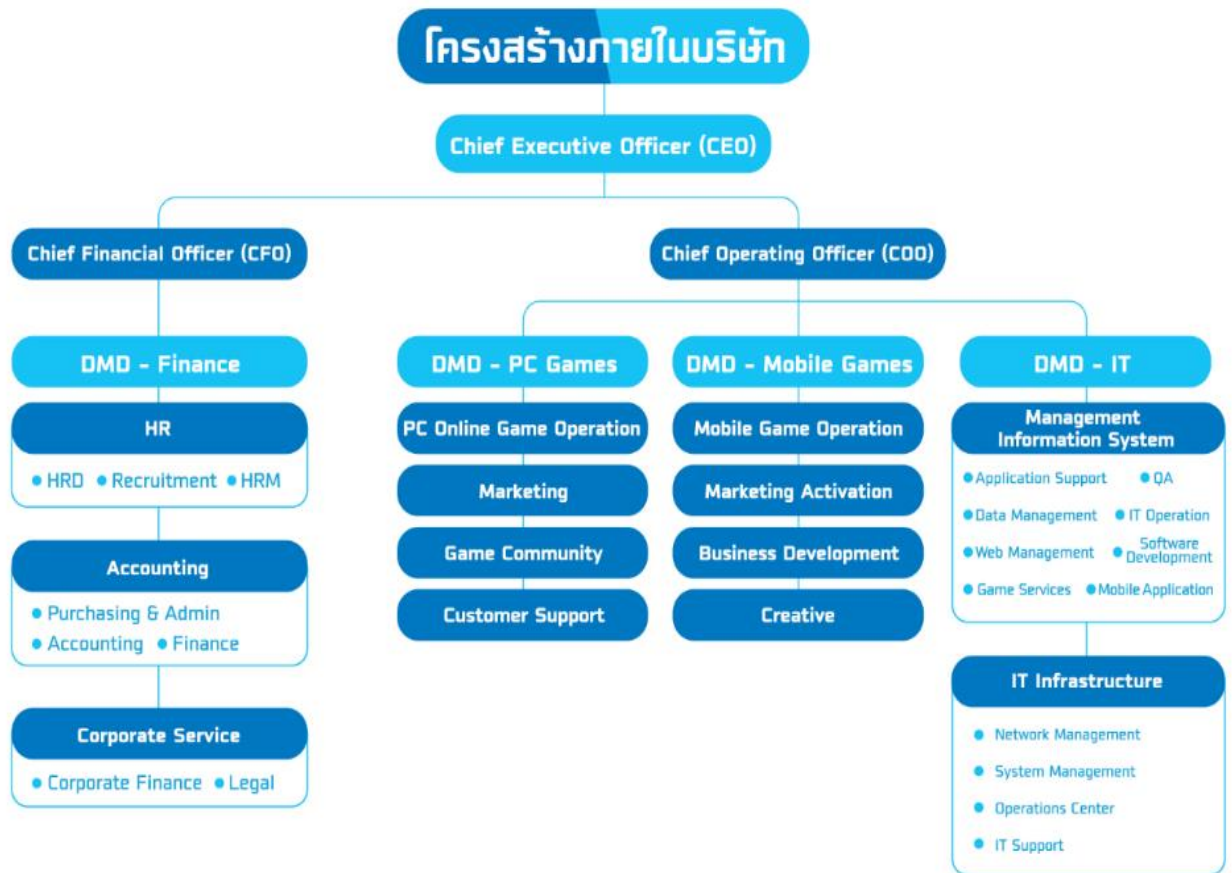 โครงสร้างภายในบริษัท
Chief Executive Officer (CEO)
Chief Financial Officer (CFO)
Chief Operating Officer (COO)
DMD - Finance
HR
HRD
Recruitment
HRM
Accounting
Purchasing & Admin
Accounting
Finance
Corporate Service
Corporate Finance
Legal
DMD - PC Games
PC Online Game Operation
Marketing
Game Community
Customer Support
DMD - Mobile Games
Mobile Game Operation
Marketing Activation
Business Development
Creative
DMD - IT
Management
Information System
Application Support
QA
Data Management
IT Operation
Web Management
Software
Development
Game Services
Mobile Application
IT Infrastructure
Network Management
System Management
Operations Center
IT Support